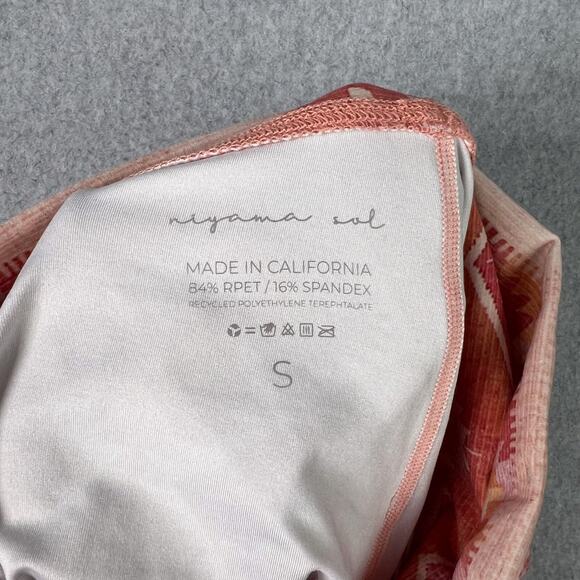 niyama sol
MADE IN CALIFORNIA
84% RPET / 16% SPANDEX
RECYCLED POLYETHYLENE TEREPHTALATE
=
S